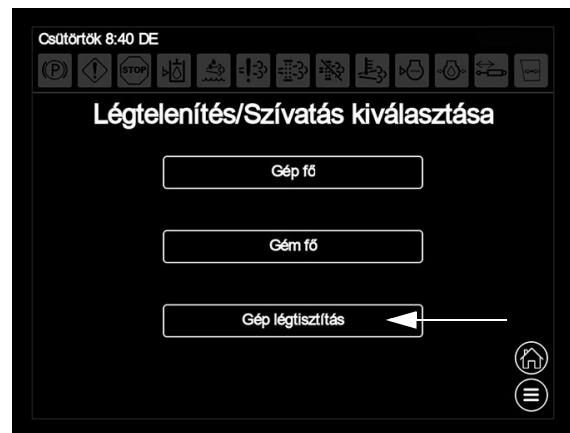 Csütörtök 8:40 DE
(P) STOP
Légtelenítés/Szívatás kiválasztása
Gép fő
Gém fő
Gép légtisztítás